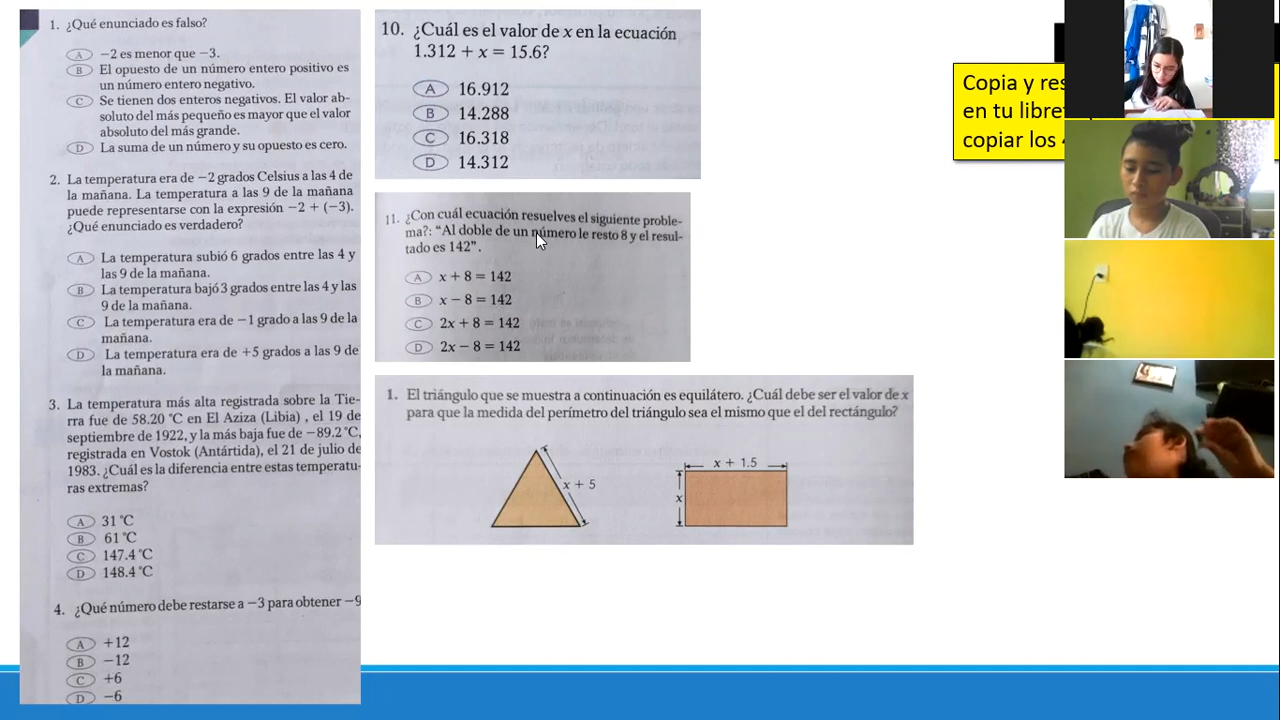 1. ¿Qué enunciado es falso?
A −2 es menor que −3.
B El opuesto de un número entero positivo es
un número entero negativo.
C Se tienen dos enteros negativos. El valor ab-
soluto del más pequeño es mayor que el valor
absoluto del más grande.
D La suma de un número y su opuesto es cero.
2. La temperatura era de −2 grados Celsius a las 4 de
la mañana. La temperatura a las 9 de la mañana
puede representarse con la expresión −2 + (−3).
¿Qué enunciado es verdadero?
A La temperatura subió 6 grados entre las 4 y
las 9 de la mañana.
B La temperatura bajó 3 grados entre las 4 y las
9 de la mañana.
C La temperatura era de −1 grado a las 9 de la
mañana.
D La temperatura era de +5 grados a las 9 de
la mañana.
3. La temperatura más alta registrada sobre la Tie-
rra fue de 58.20 °C en El Aziza (Libia) , el 19 de
septiembre de 1922, y la más baja fue de −89.2 °C,
registrada en Vostok (Antártida), el 21 de julio de
1983. ¿Cuál es la diferencia entre estas temperatu-
ras extremas?
A 31 °C
B 61 °C
C 147.4 °C
D 148.4 °C
4. ¿Qué número debe restarse a −3 para obtener −9
A +12
B −12
C +6
D −6
10. ¿Cuál es el valor de x en la ecuación
1.312 + x = 15.6?
A 16.912
B 14.288
C 16.318
D 14.312
11. ¿Con cuál ecuación resuelves el siguiente proble-
ma?: “Al doble de un número le resto 8 y el resul-
tado es 142”.
A x + 8 = 142
B x − 8 = 142
C 2x + 8 = 142
D 2x − 8 = 142
1. El triángulo que se muestra a continuación es equilátero. ¿Cuál debe ser el valor de x
para que la medida del perímetro del triángulo sea el mismo que el del rectángulo?
x + 5
x + 1.5
x
Copia y res
en tu libre
copiar los